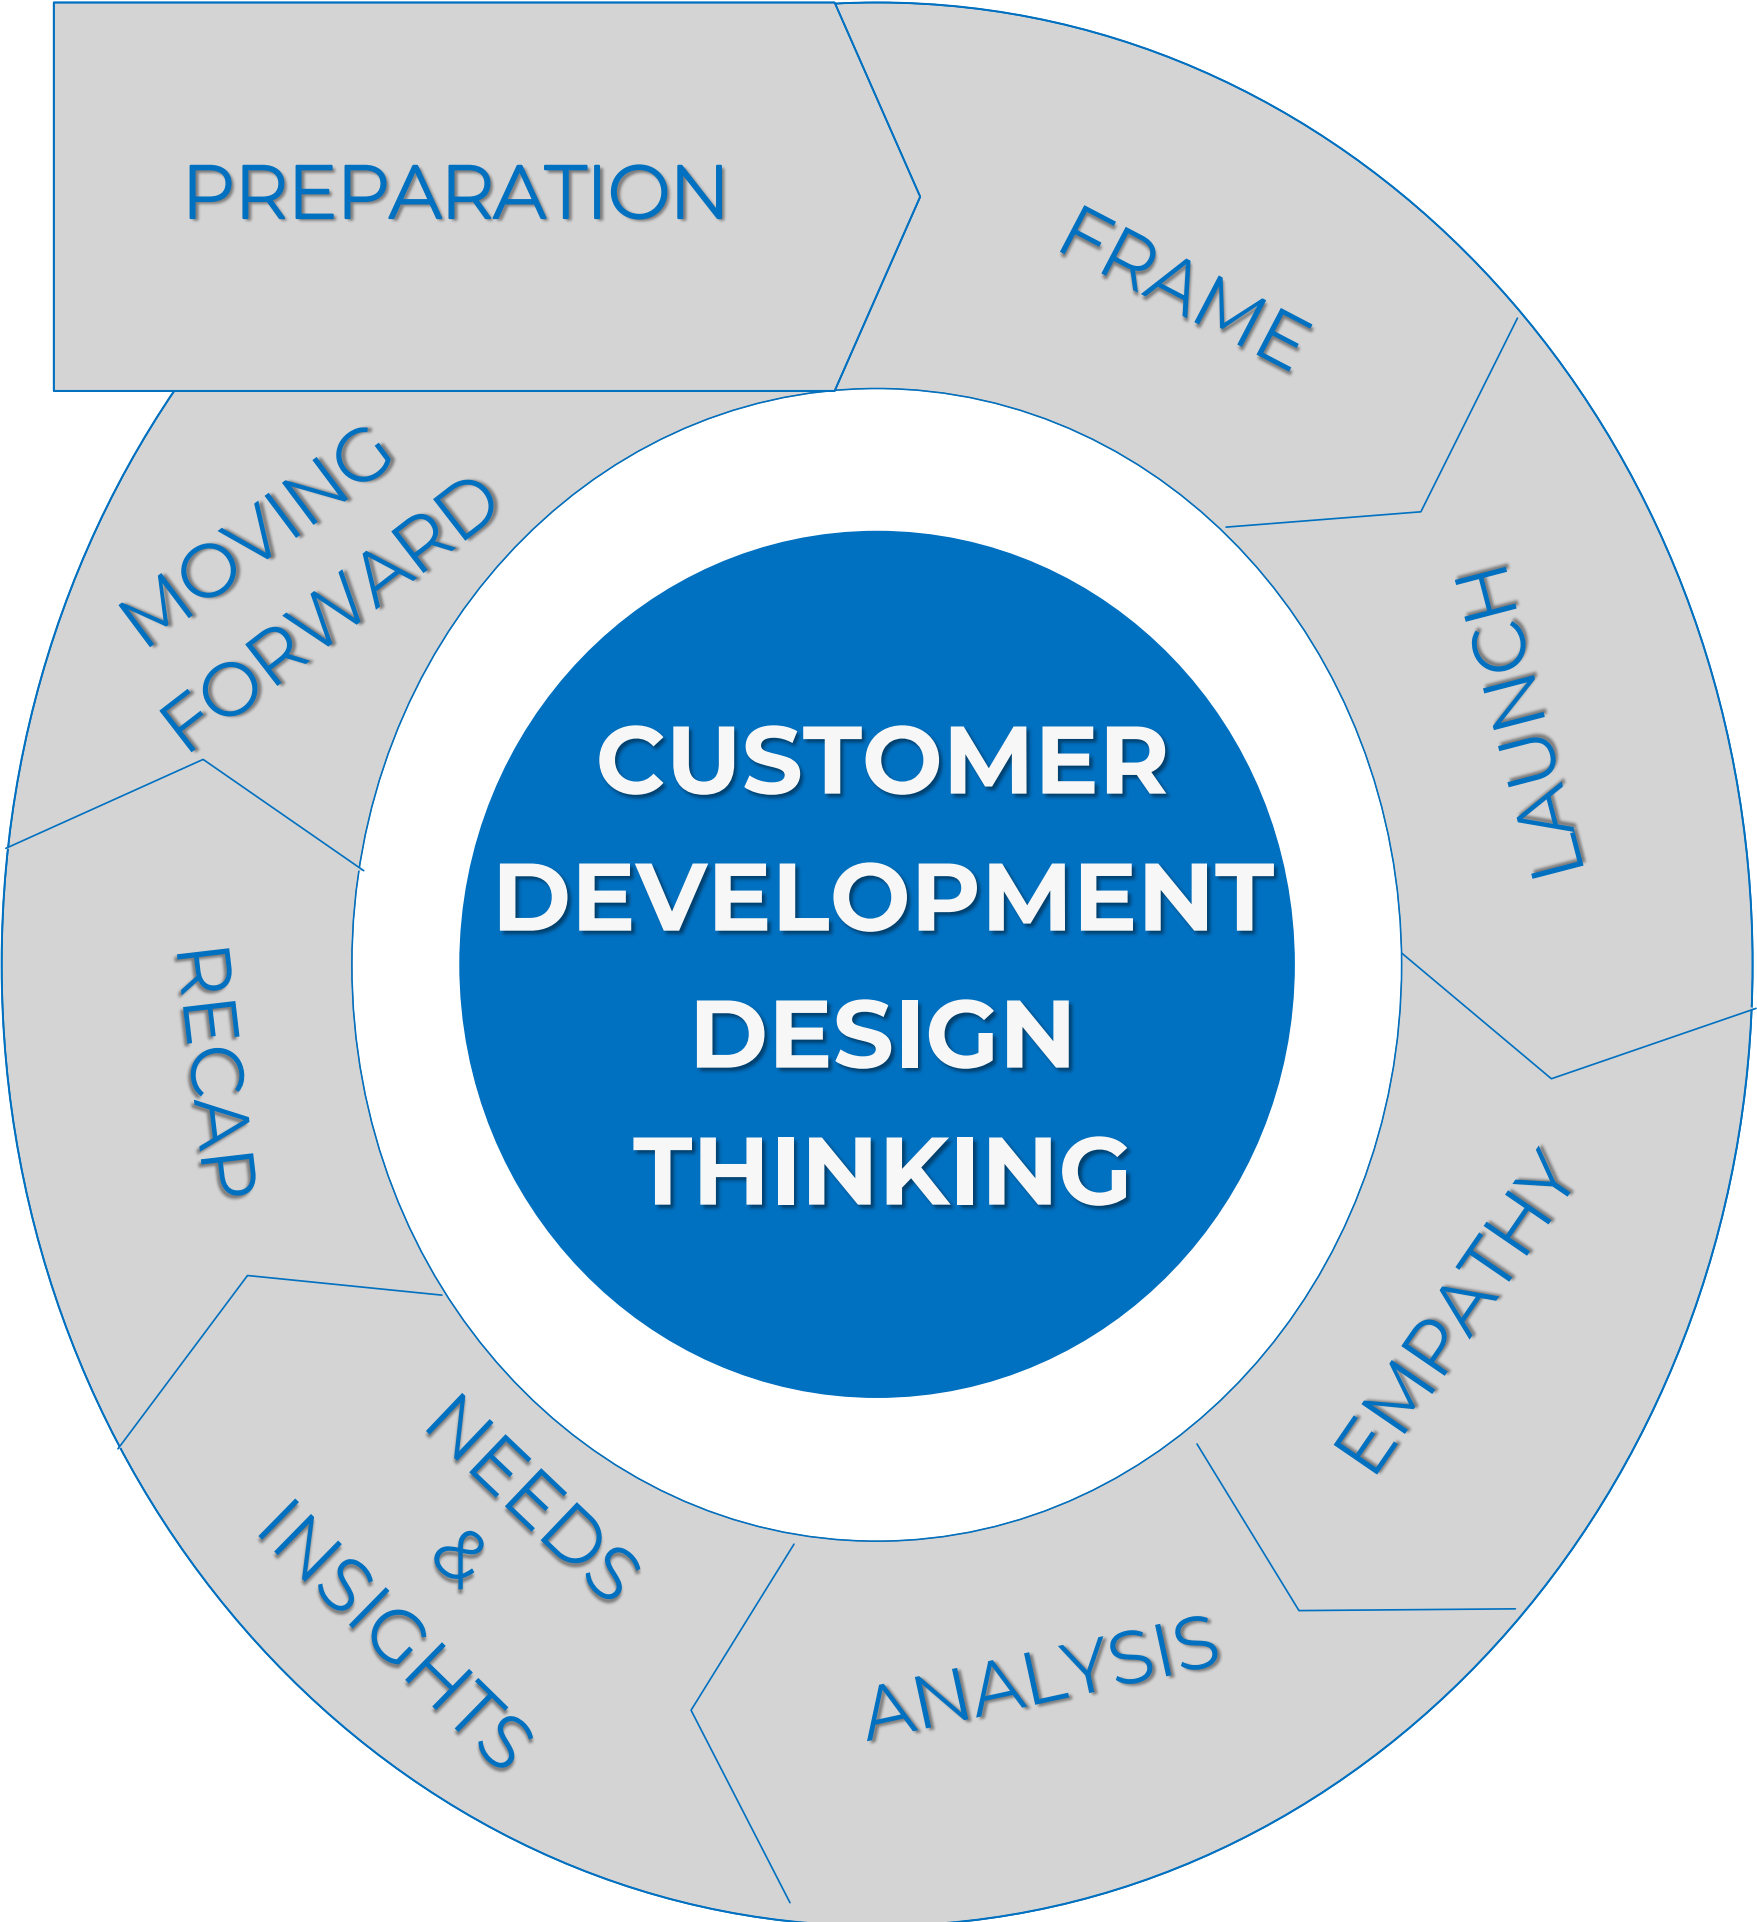 PREPARATION
FRAME
LAUNCH
EMPATHY
ANALYSIS
NEEDS
&
INSIGHTS
RECAP
MOVING
FORWARD
CUSTOMER
DEVELOPMENT
DESIGN
THINKING